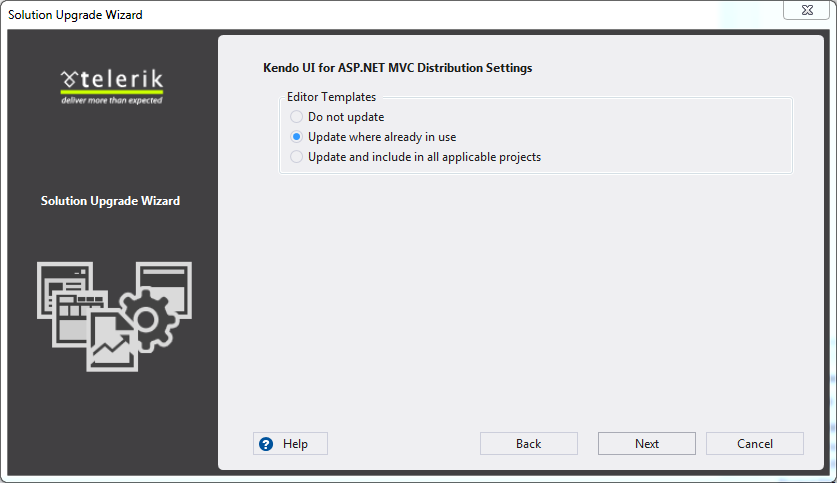 Solution Upgrade Wizard
telerik
deliver more than expected
Solution Upgrade Wizard
Kendo UI for ASP.NET MVC Distribution Settings
Editor Templates
Do not update
Update where already in use
Update and include in all applicable projects
? Help
Back
Next
Cancel